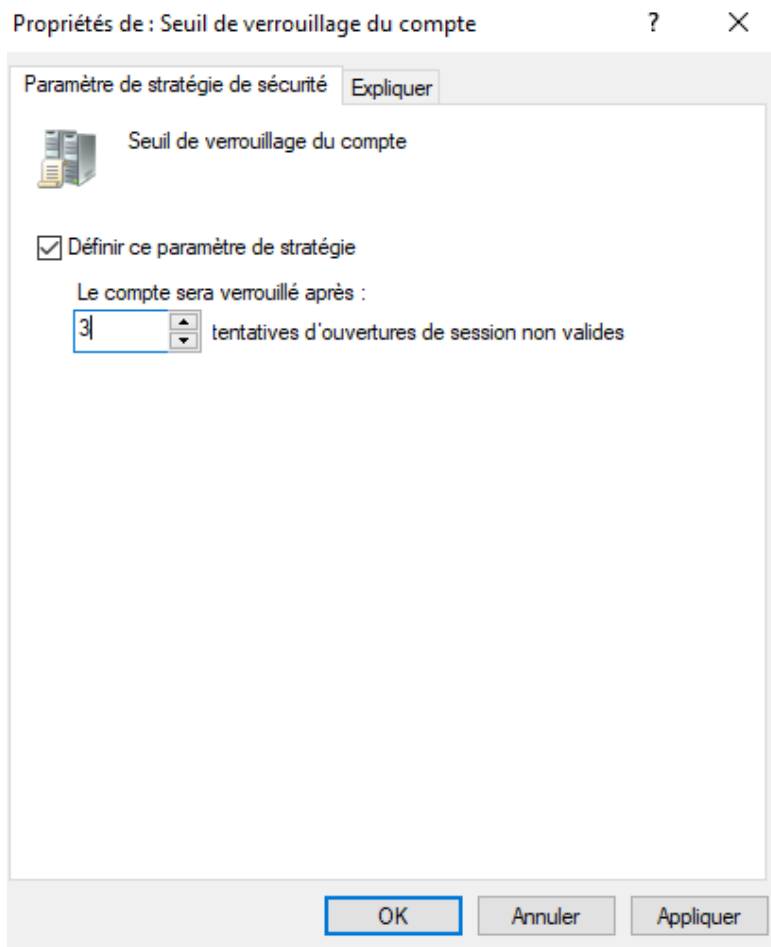 Propriétés de : Seuil de verrouillage du compte ? ×
Paramètre de stratégie de sécurité Expliquer
Seuil de verrouillage du compte
Définir ce paramètre de stratégie
Le compte sera verrouillé après :
3 tentatives d'ouvertures de session non valides
OK Annuler Appliquer